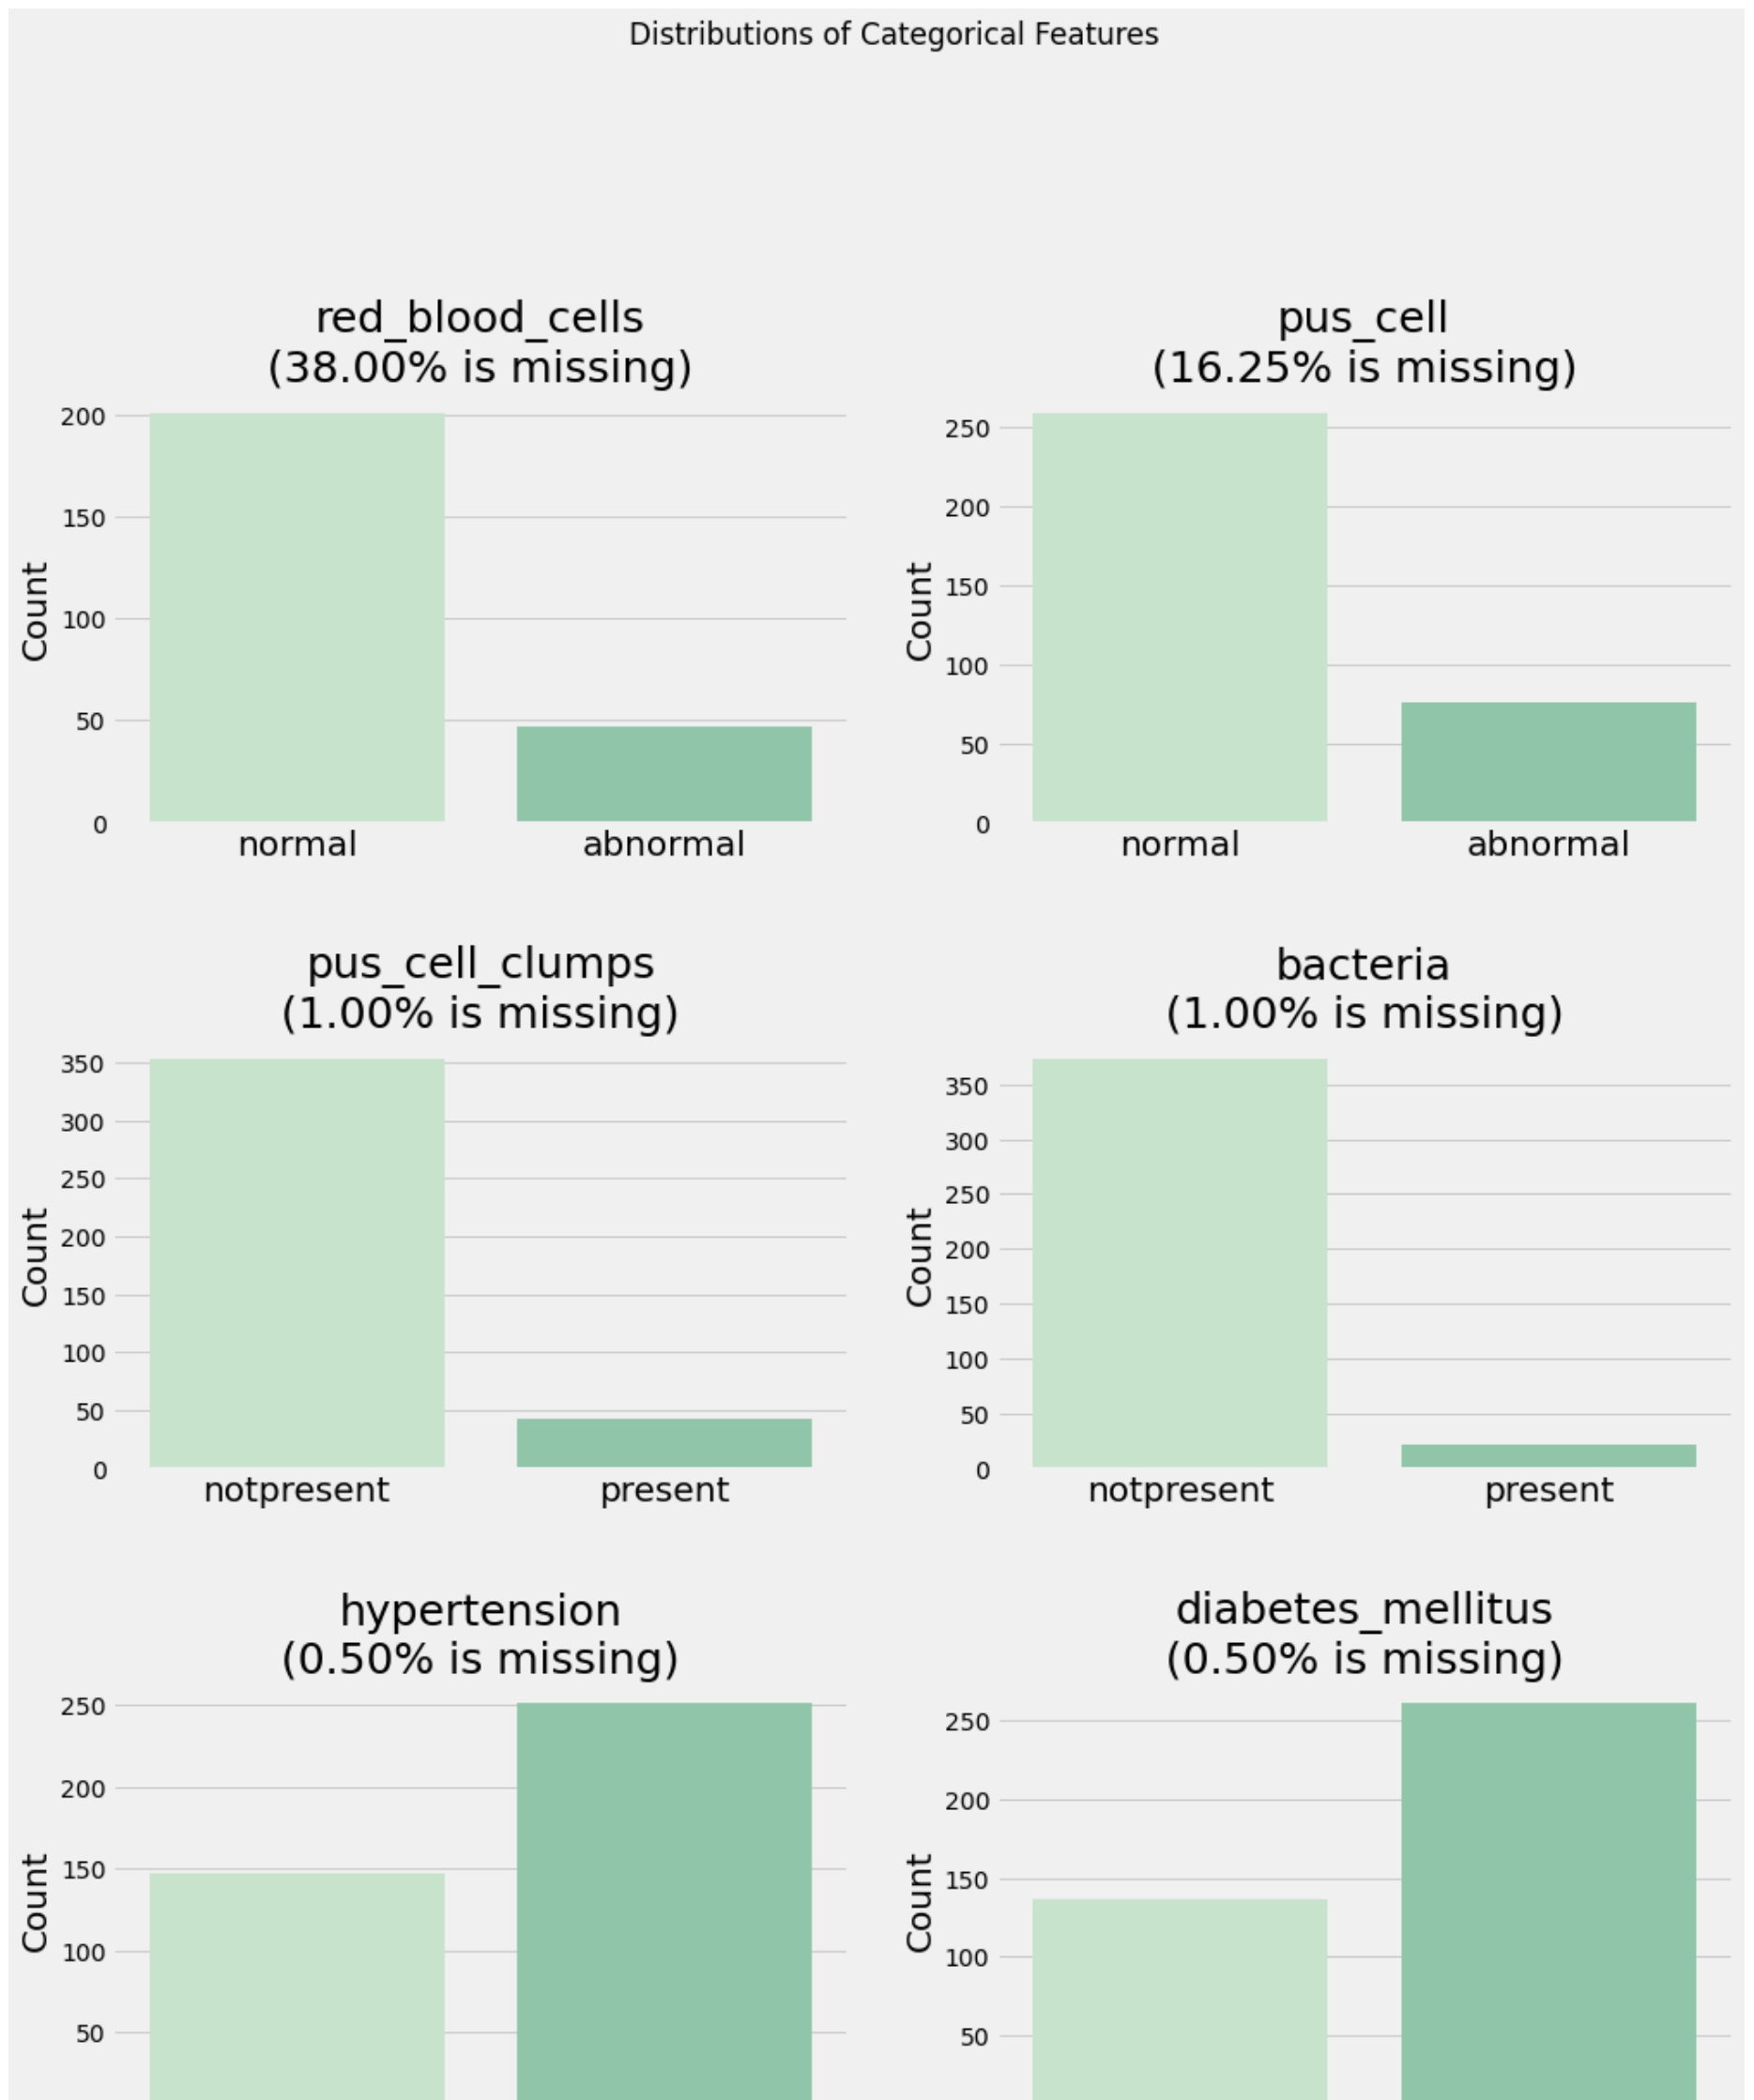 Distributions of Categorical Features
red_blood_cells
(38.00% is missing)
200
150
100
50
0
Count
normal abnormal
pus_cell
(16.25% is missing)
250
200
150
100
50
0
Count
normal abnormal
pus_cell_clumps
(1.00% is missing)
350
300
250
200
150
100
50
0
Count
notpresent present
bacteria
(1.00% is missing)
350
300
250
200
150
100
50
0
Count
notpresent present
hypertension
(0.50% is missing)
250
200
150
100
50
Count
diabetes_mellitus
(0.50% is missing)
250
200
150
100
50
Count